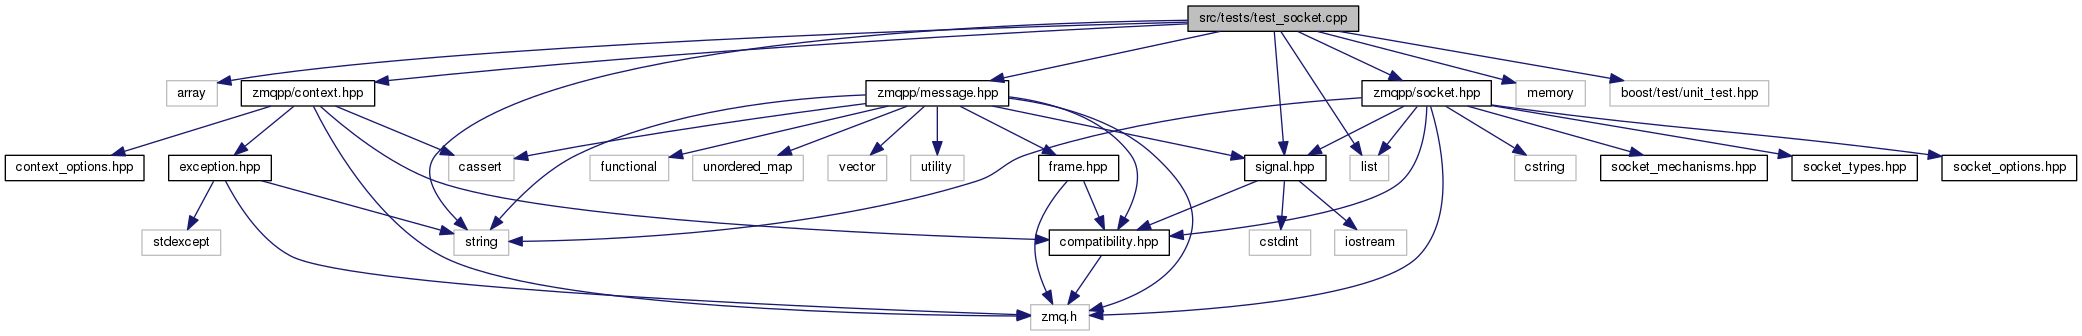 src/tests/test_socket.cpp
array
zmqpp/context.hpp
zmqpp/message.hpp
zmqpp/socket.hpp
memory
boost/test/unit_test.hpp
context_options.hpp
exception.hpp
cassert
functional
unordered_map
vector
utility
frame.hpp
signal.hpp
list
cstring
socket_mechanisms.hpp
socket_types.hpp
socket_options.hpp
stdexcept
string
compatibility.hpp
cstdint
iostream
zmq.h